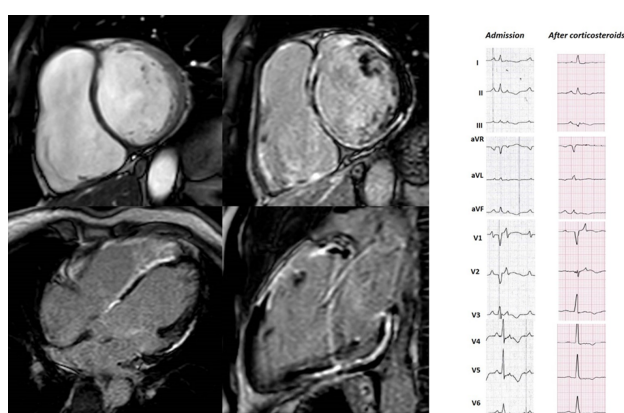 Admission After corticosteroids
I
II
III
aVR
aVL
aVF
V1
V2
V3
V4
V5
V6